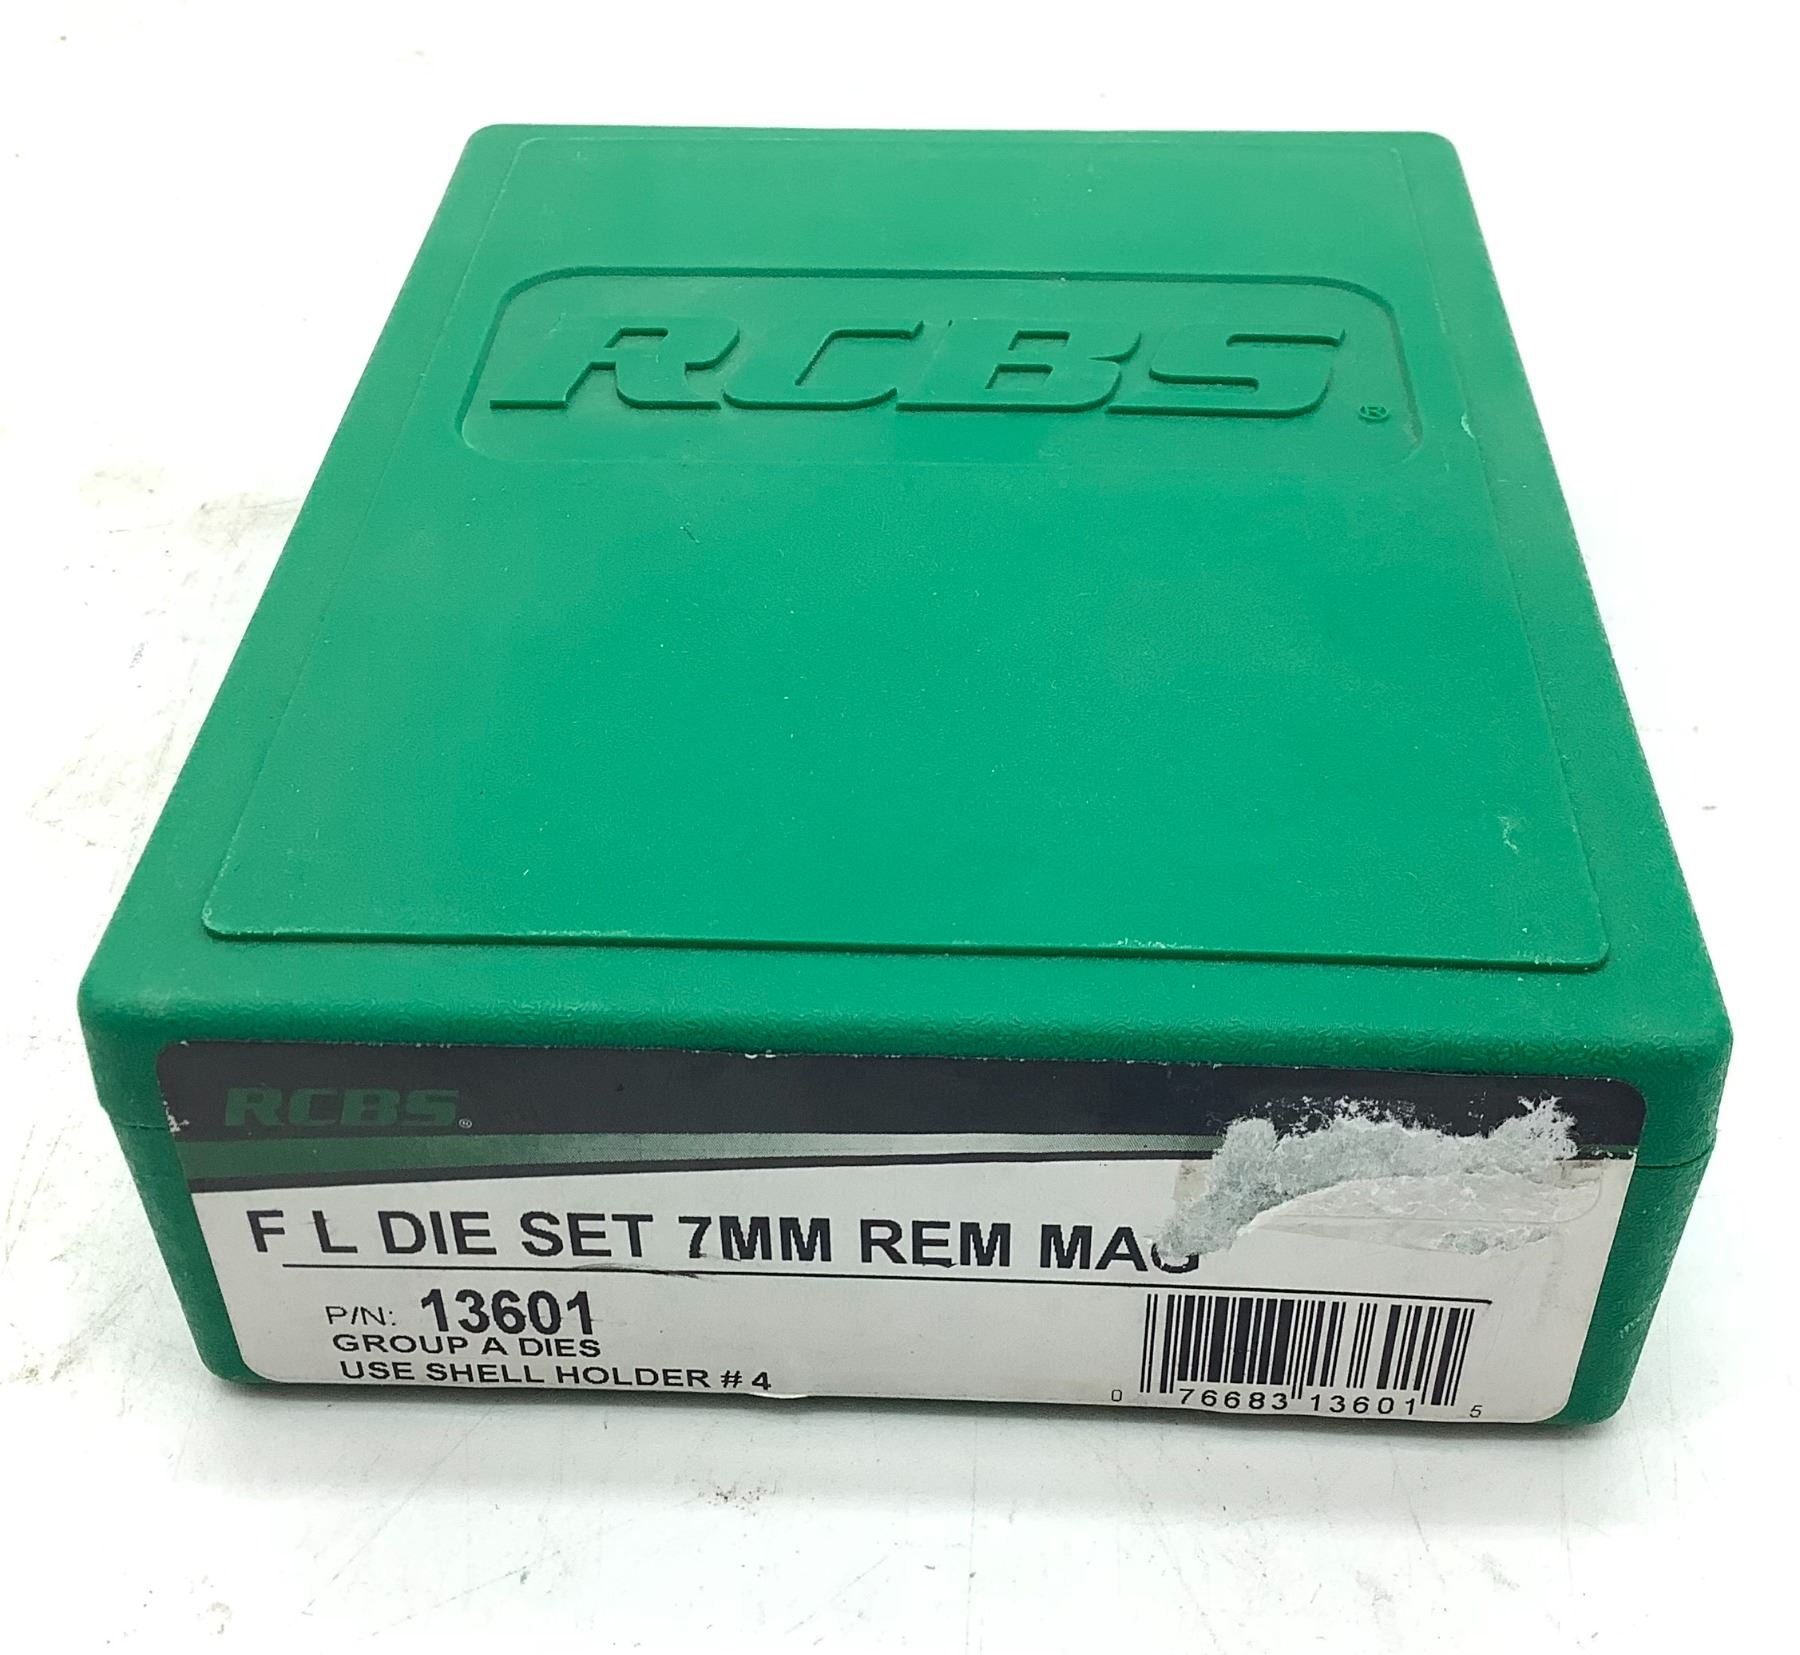 RCBS®
RCBS®
F L DIE SET 7MM REM MAG
P/N: 13601
GROUP A DIES
USE SHELL HOLDER # 4
0 76683 13601 5